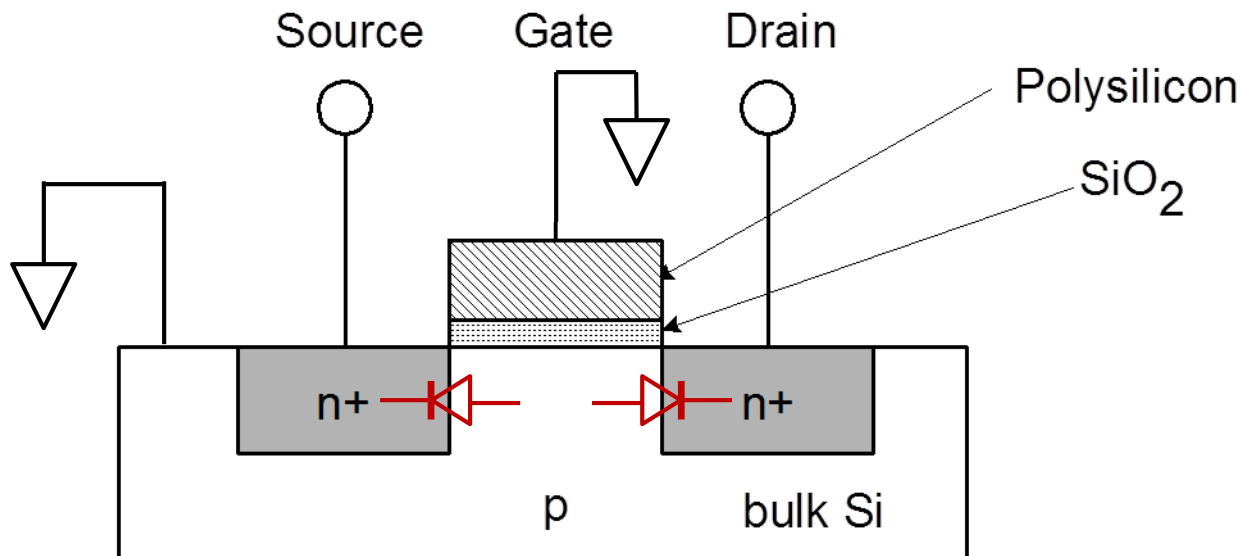 Source
Gate
Drain
Polysilicon
SiO₂
n+
n+
p
bulk Si